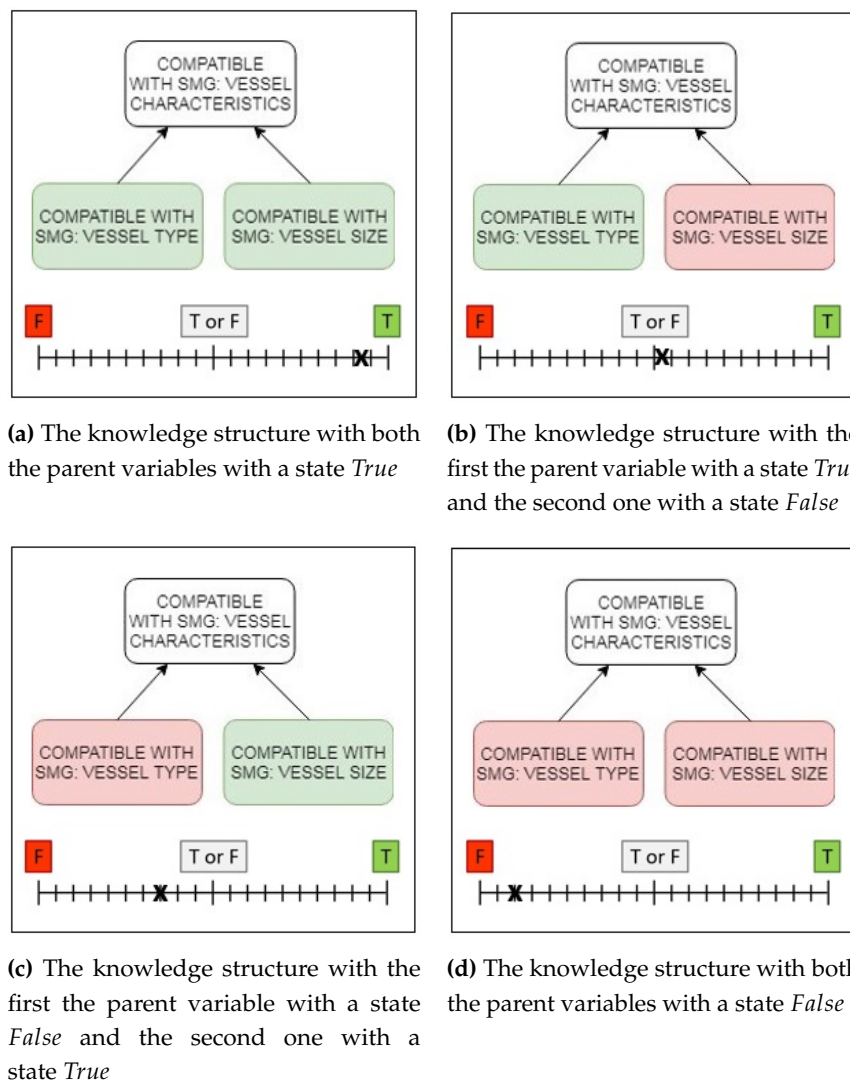 COMPATIBLE
WITH SMG: VESSEL
CHARACTERISTICS
COMPATIBLE WITH
SMG: VESSEL TYPE
COMPATIBLE WITH
SMG: VESSEL SIZE
F
T or F
T
X
(a) The knowledge structure with both
the parent variables with a state True
COMPATIBLE
WITH SMG: VESSEL
CHARACTERISTICS
COMPATIBLE WITH
SMG: VESSEL TYPE
COMPATIBLE WITH
SMG: VESSEL SIZE
F
T or F
T
X
(b) The knowledge structure with the
first the parent variable with a state Tru
and the second one with a state False
COMPATIBLE
WITH SMG: VESSEL
CHARACTERISTICS
COMPATIBLE WITH
SMG: VESSEL TYPE
COMPATIBLE WITH
SMG: VESSEL SIZE
F
T or F
T
X
(c) The knowledge structure with the
first the parent variable with a state
False and the second one with a
state True
COMPATIBLE
WITH SMG: VESSEL
CHARACTERISTICS
COMPATIBLE WITH
SMG: VESSEL TYPE
COMPATIBLE WITH
SMG: VESSEL SIZE
F
T or F
T
X
(d) The knowledge structure with both
the parent variables with a state False